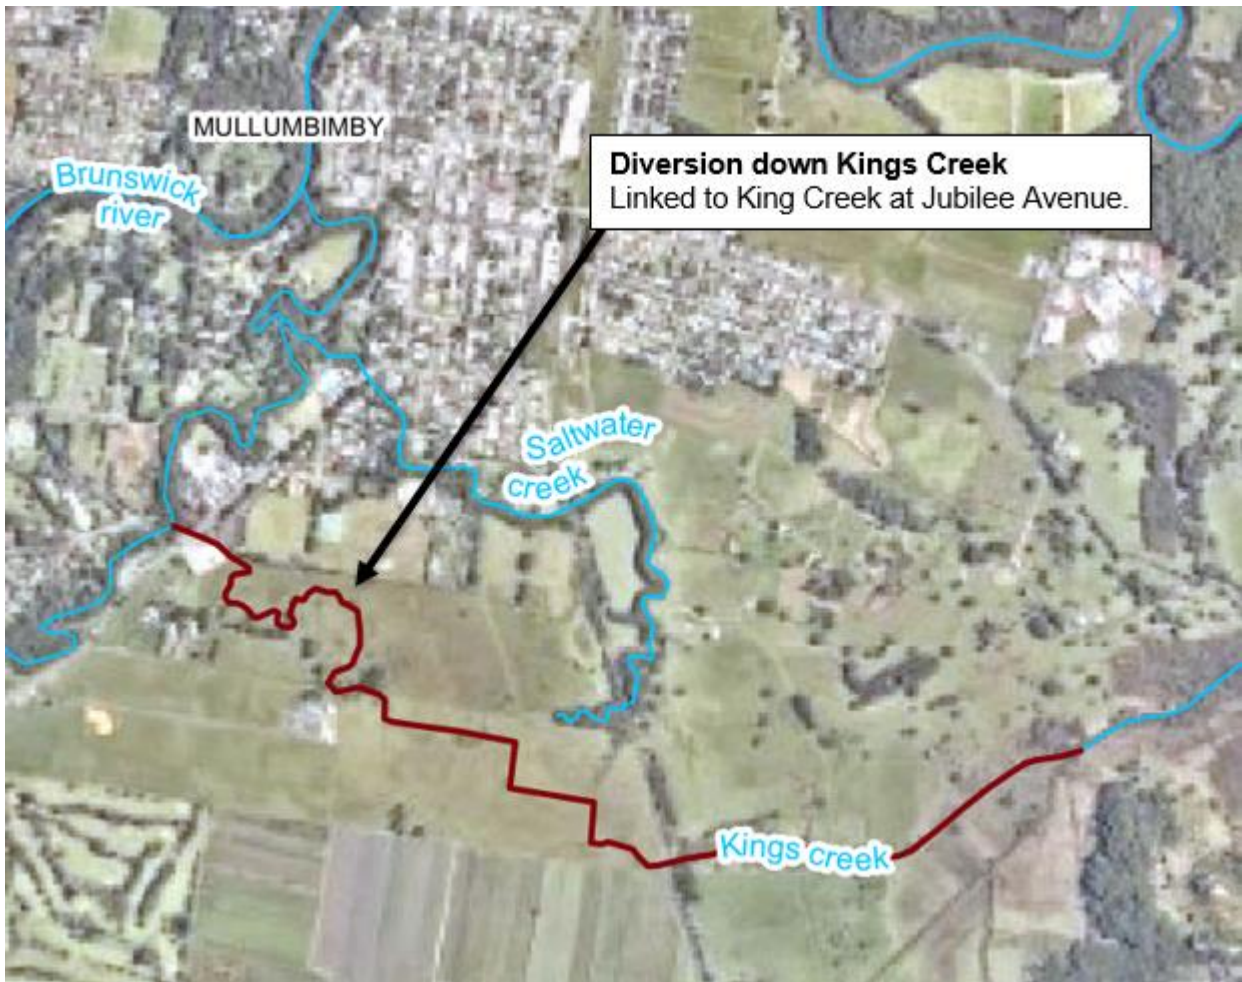 MULLUMBIMBY
Brunswick
river
Diversion down Kings Creek
Linked to King Creek at Jubilee Avenue.
Saltwater
creek
Kings creek